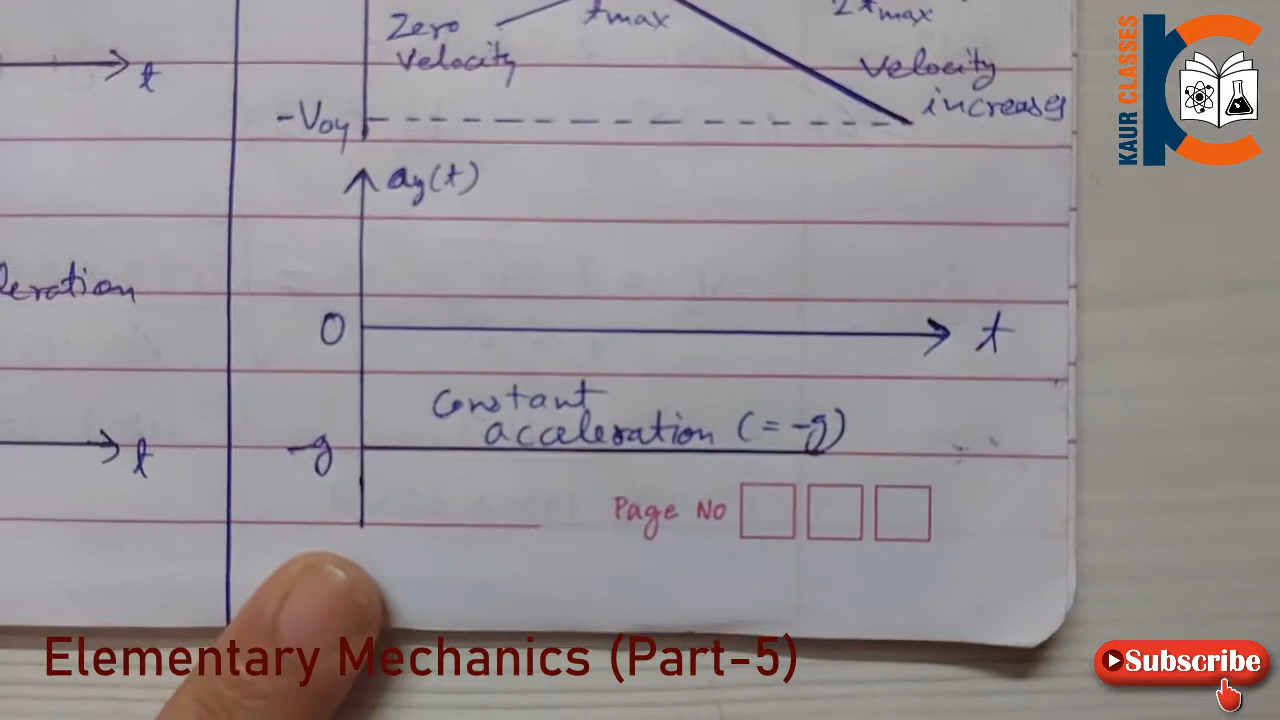 Zero
velocity
tmax
2tmax
velocity
increases
-Voy
t
ay(t)
leration
0
t
constant
acceleration (= -g)
-g
t
Page No
KAUR CLASSES
Elementary Mechanics (Part-5)
Subscribe